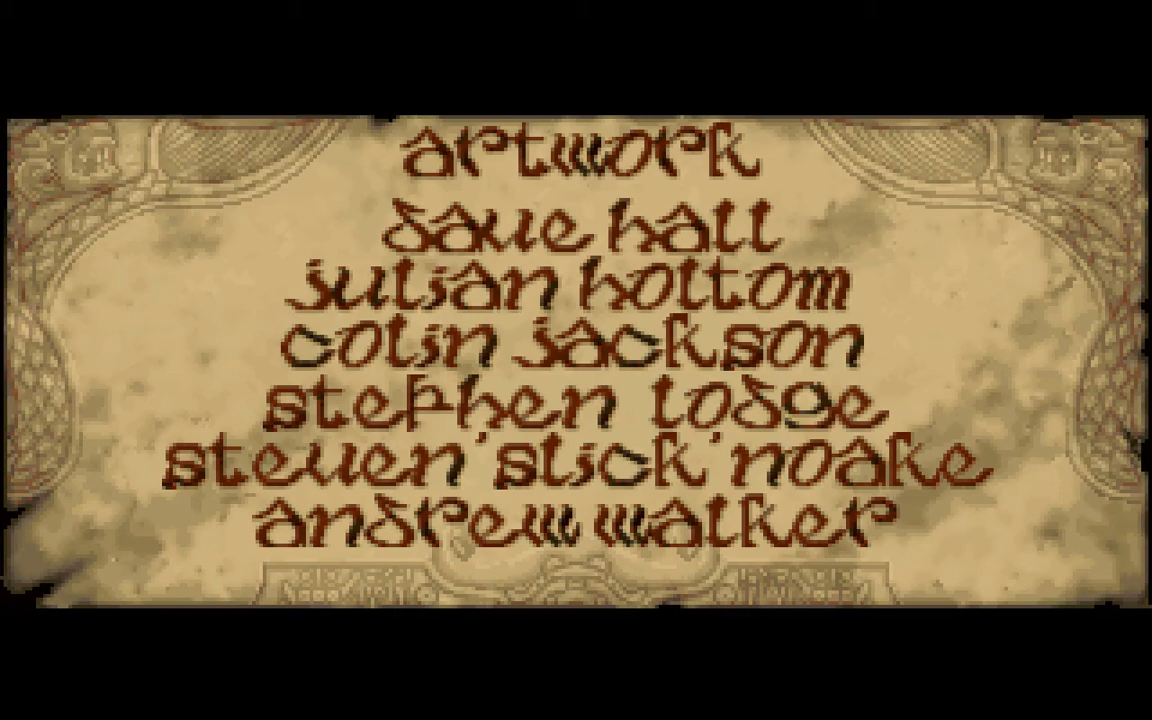 artwork
dave hall
julian holtom
colin jackson
stephen lodge
steven 'slick' noake
andrew walker